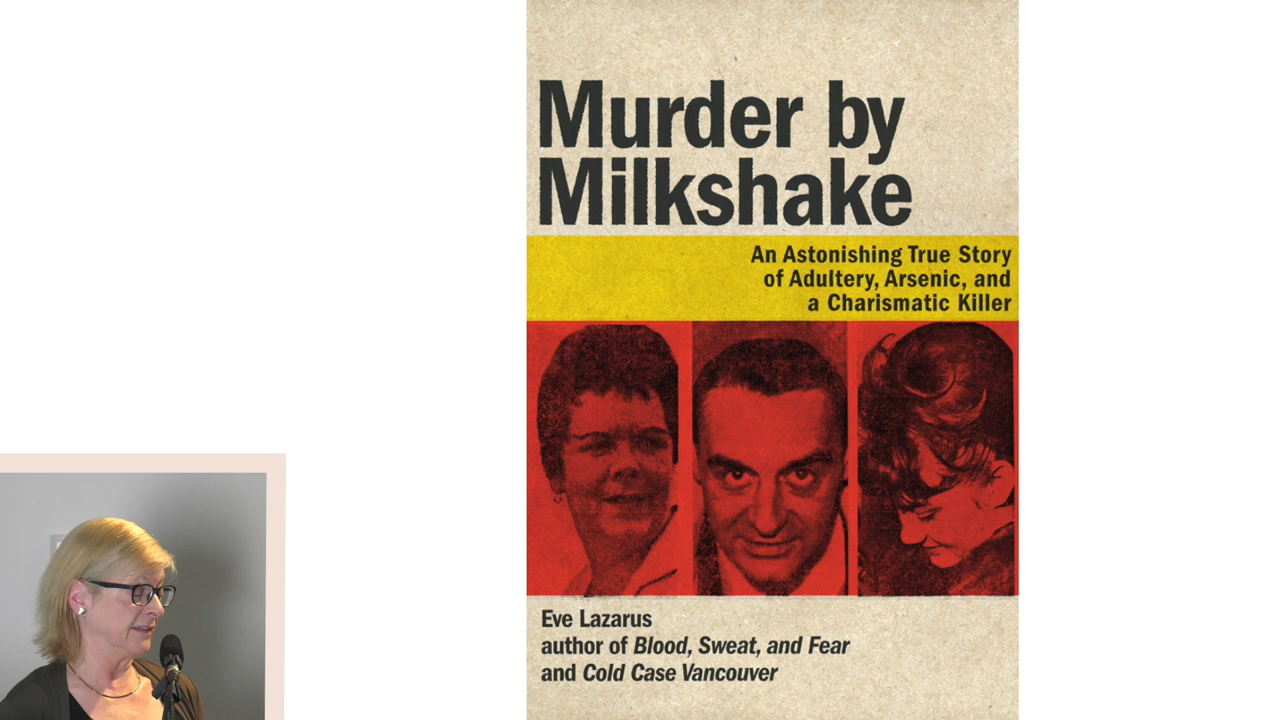 Murder by
Milkshake
An Astonishing True Story
of Adultery, Arsenic, and
a Charismatic Killer
Eve Lazarus
author of Blood, Sweat, and Fear
and Cold Case Vancouver